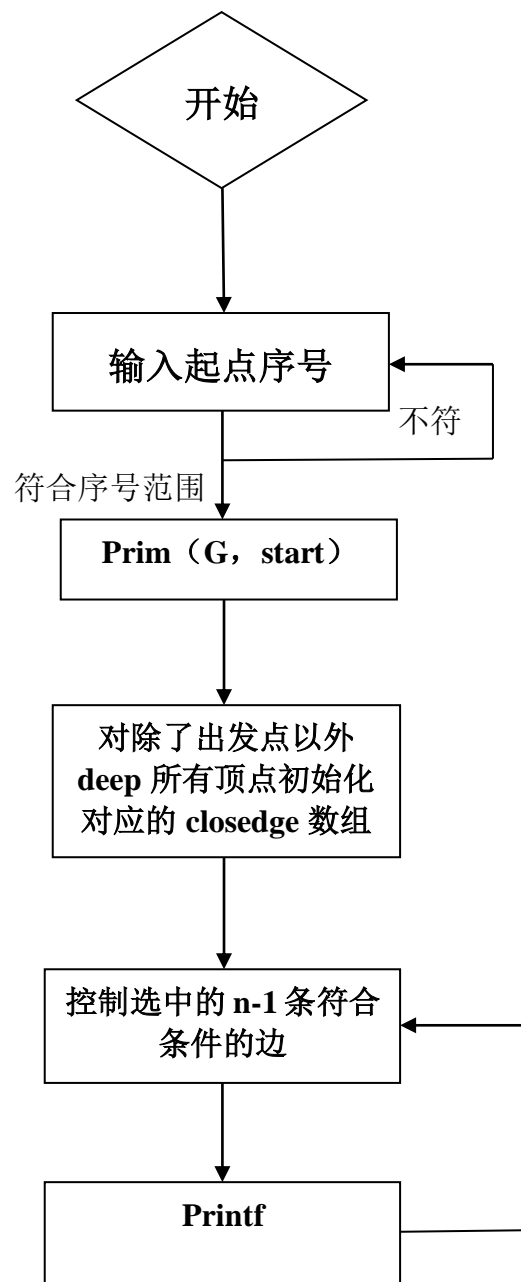 开始
输入起点序号
不符
符合序号范围
Prim（G，start）
对除了出发点以外
deep 所有顶点初始化
对应的 closedge 数组
控制选中的 n-1 条符合
条件的边
Printf